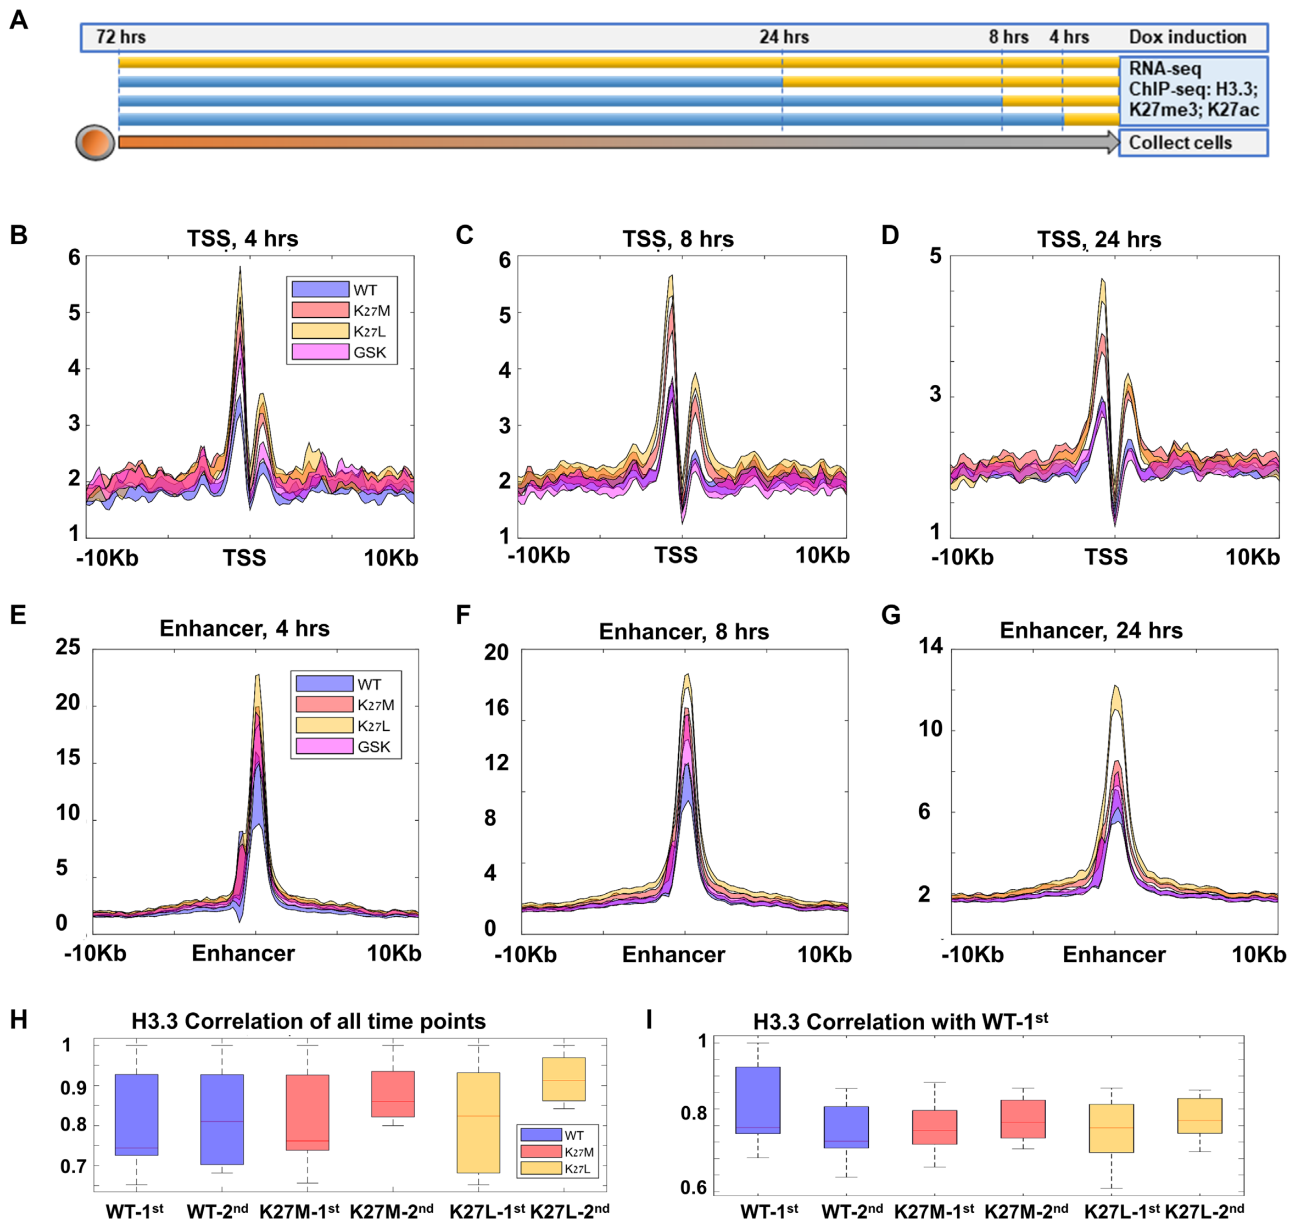 A
72 hrs 24 hrs 8 hrs 4 hrs Dox induction
RNA-seq
ChIP-seq: H3.3;
K27me3; K27ac
Collect cells
B
TSS, 4 hrs
6
5
4
3
2
1
WT
K27M
K27L
GSK
-10Kb TSS 10Kb
C
TSS, 8 hrs
6
5
4
3
2
1
-10Kb TSS 10Kb
D
TSS, 24 hrs
5
3
1
-10Kb TSS 10Kb
E
Enhancer, 4 hrs
25
20
15
10
5
0
WT
K27M
K27L
GSK
-10Kb Enhancer 10Kb
F
Enhancer, 8 hrs
20
16
12
8
4
0
-10Kb Enhancer 10Kb
G
Enhancer, 24 hrs
14
10
6
2
-10Kb Enhancer 10Kb
H
H3.3 Correlation of all time points
1
0.9
0.8
0.7
WT
K27M
K27L
WT-1st WT-2nd K27M-1st K27M-2nd K27L-1st K27L-2nd
I
H3.3 Correlation with WT-1st
1
0.8
0.6
WT-1st WT-2nd K27M-1st K27M-2nd K27L-1st K27L-2nd